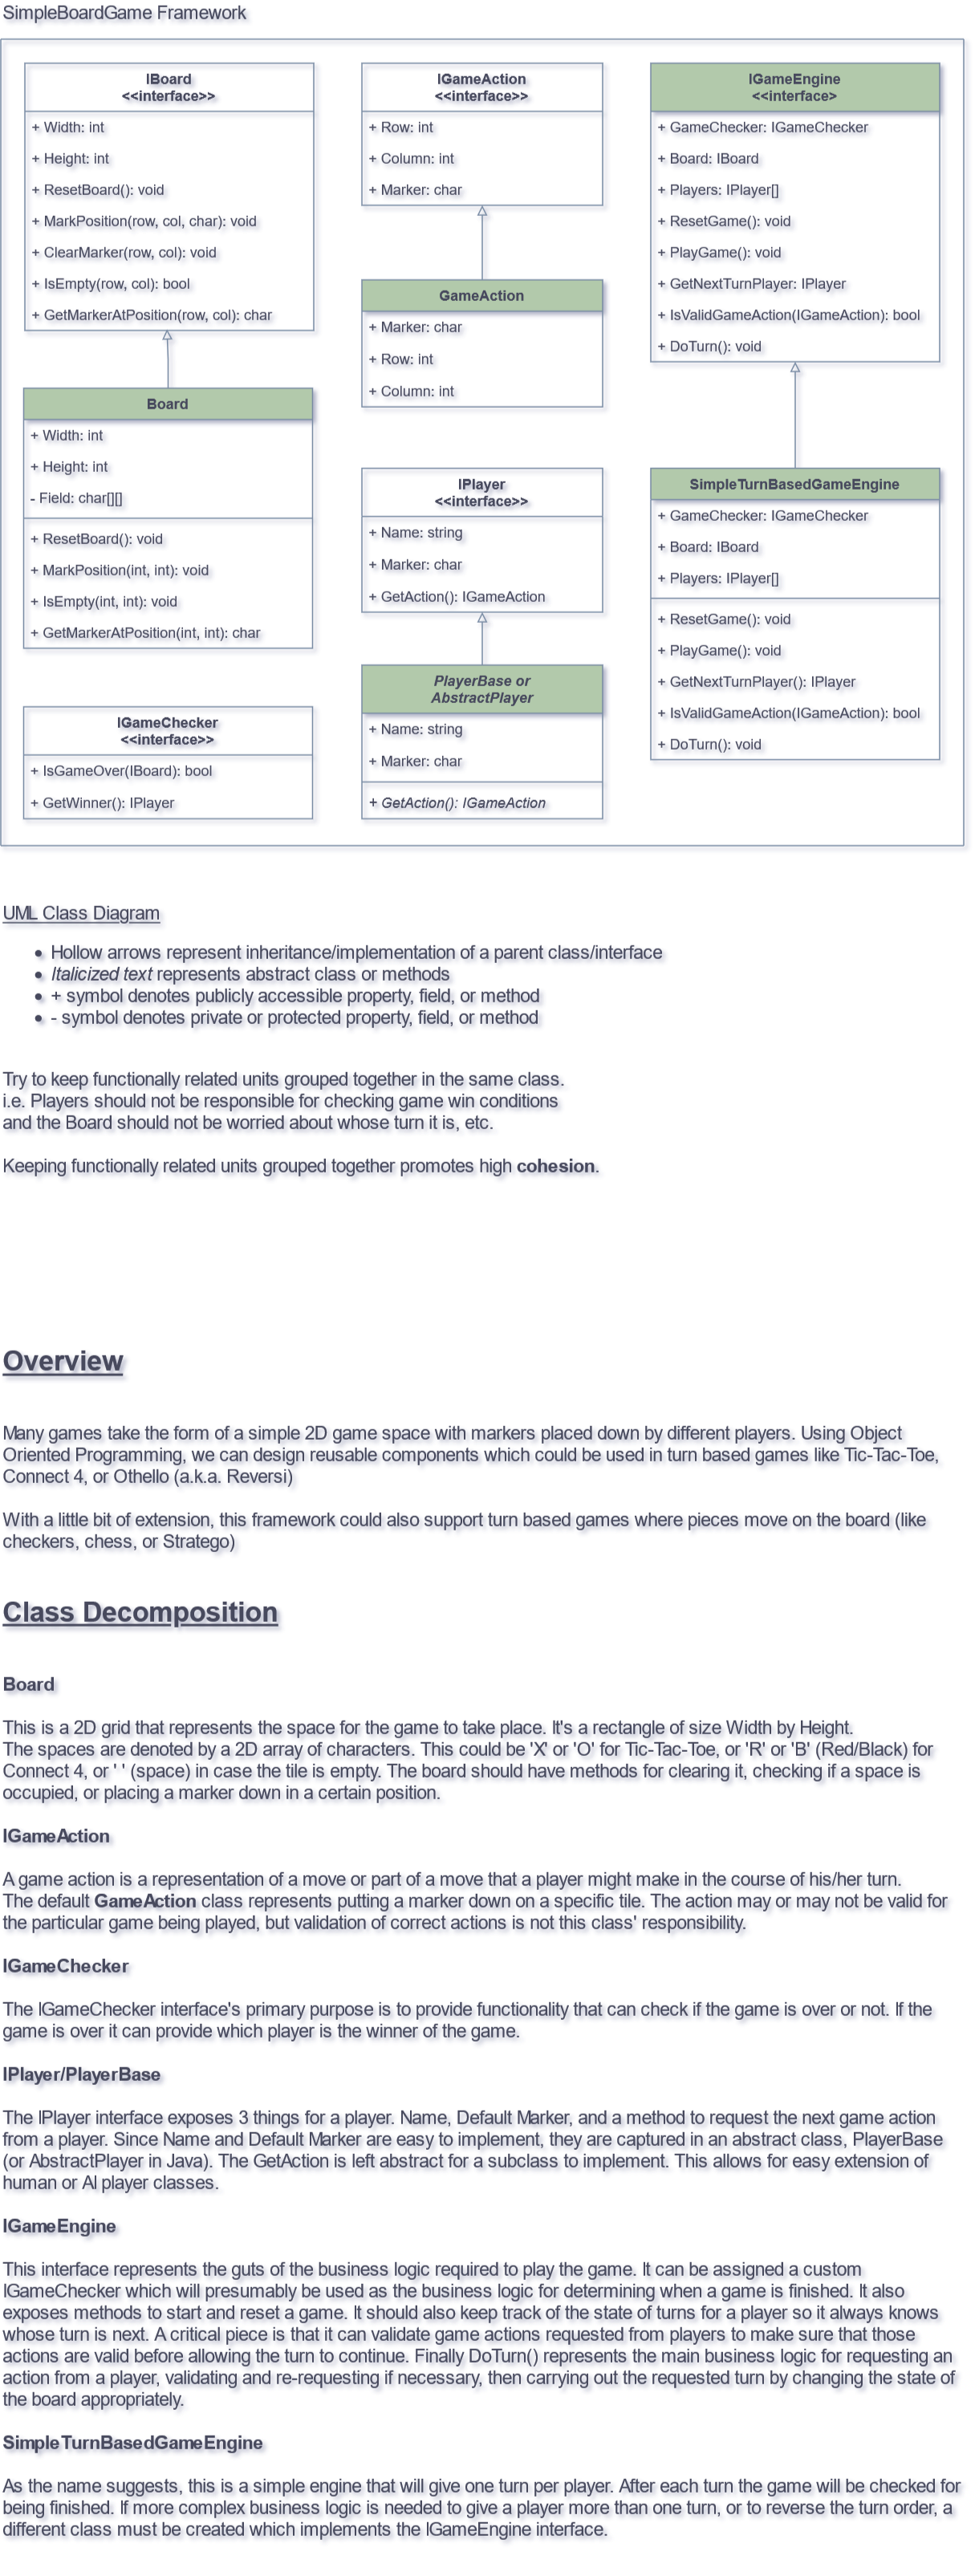 SimpleBoardGame Framework
IBoard
<<interface>>
+ Width: int
+ Height: int
+ ResetBoard(): void
+ MarkPosition(row, col, char): void
+ ClearMarker(row, col): void
+ IsEmpty(row, col): bool
+ GetMarkerAtPosition(row, col): char
Board
+ Width: int
+ Height: int
- Field: char[][]
+ ResetBoard(): void
+ MarkPosition(int, int): void
+ IsEmpty(int, int): void
+ GetMarkerAtPosition(int, int): char
IGameChecker
<<interface>>
+ IsGameOver(IBoard): bool
+ GetWinner(): IPlayer
IGameAction
<<interface>>
+ Row: int
+ Column: int
+ Marker: char
GameAction
+ Marker: char
+ Row: int
+ Column: int
IPlayer
<<interface>>
+ Name: string
+ Marker: char
+ GetAction(): IGameAction
PlayerBase or
AbstractPlayer
+ Name: string
+ Marker: char
+ GetAction(): IGameAction
IGameEngine
<<interface>
+ GameChecker: IGameChecker
+ Board: IBoard
+ Players: IPlayer[]
+ ResetGame(): void
+ PlayGame(): void
+ GetNextTurnPlayer: IPlayer
+ IsValidGameAction(IGameAction): bool
+ DoTurn(): void
SimpleTurnBasedGameEngine
+ GameChecker: IGameChecker
+ Board: IBoard
+ Players: IPlayer[]
+ ResetGame(): void
+ PlayGame(): void
+ GetNextTurnPlayer(): IPlayer
+ IsValidGameAction(IGameAction): bool
+ DoTurn(): void
UML Class Diagram
• Hollow arrows represent inheritance/implementation of a parent class/interface
• Italicized text represents abstract class or methods
• + symbol denotes publicly accessible property, field, or method
• - symbol denotes private or protected property, field, or method
Try to keep functionally related units grouped together in the same class.
i.e. Players should not be responsible for checking game win conditions
and the Board should not be worried about whose turn it is, etc.
Keeping functionally related units grouped together promotes high cohesion.
Overview
Many games take the form of a simple 2D game space with markers placed down by different players. Using Object
Oriented Programming, we can design reusable components which could be used in turn based games like Tic-Tac-Toe,
Connect 4, or Othello (a.k.a. Reversi)
With a little bit of extension, this framework could also support turn based games where pieces move on the board (like
checkers, chess, or Stratego)
Class Decomposition
Board
This is a 2D grid that represents the space for the game to take place. It's a rectangle of size Width by Height.
The spaces are denoted by a 2D array of characters. This could be 'X' or 'O' for Tic-Tac-Toe, or 'R' or 'B' (Red/Black) for
Connect 4, or ' ' (space) in case the tile is empty. The board should have methods for clearing it, checking if a space is
occupied, or placing a marker down in a certain position.
IGameAction
A game action is a representation of a move or part of a move that a player might make in the course of his/her turn.
The default GameAction class represents putting a marker down on a specific tile. The action may or may not be valid for
the particular game being played, but validation of correct actions is not this class' responsibility.
IGameChecker
The IGameChecker interface's primary purpose is to provide functionality that can check if the game is over or not. If the
game is over it can provide which player is the winner of the game.
IPlayer/PlayerBase
The IPlayer interface exposes 3 things for a player. Name, Default Marker, and a method to request the next game action
from a player. Since Name and Default Marker are easy to implement, they are captured in an abstract class, PlayerBase
(or AbstractPlayer in Java). The GetAction is left abstract for a subclass to implement. This allows for easy extension of
human or AI player classes.
IGameEngine
This interface represents the guts of the business logic required to play the game. It can be assigned a custom
IGameChecker which will presumably be used as the business logic for determining when a game is finished. It also
exposes methods to start and reset a game. It should also keep track of the state of turns for a player so it always knows
whose turn is next. A critical piece is that it can validate game actions requested from players to make sure that those
actions are valid before allowing the turn to continue. Finally DoTurn() represents the main business logic for requesting an
action from a player, validating and re-requesting if necessary, then carrying out the requested turn by changing the state of
the board appropriately.
SimpleTurnBasedGameEngine
As the name suggests, this is a simple engine that will give one turn per player. After each turn the game will be checked for
being finished. If more complex business logic is needed to give a player more than one turn, or to reverse the turn order, a
different class must be created which implements the IGameEngine interface.